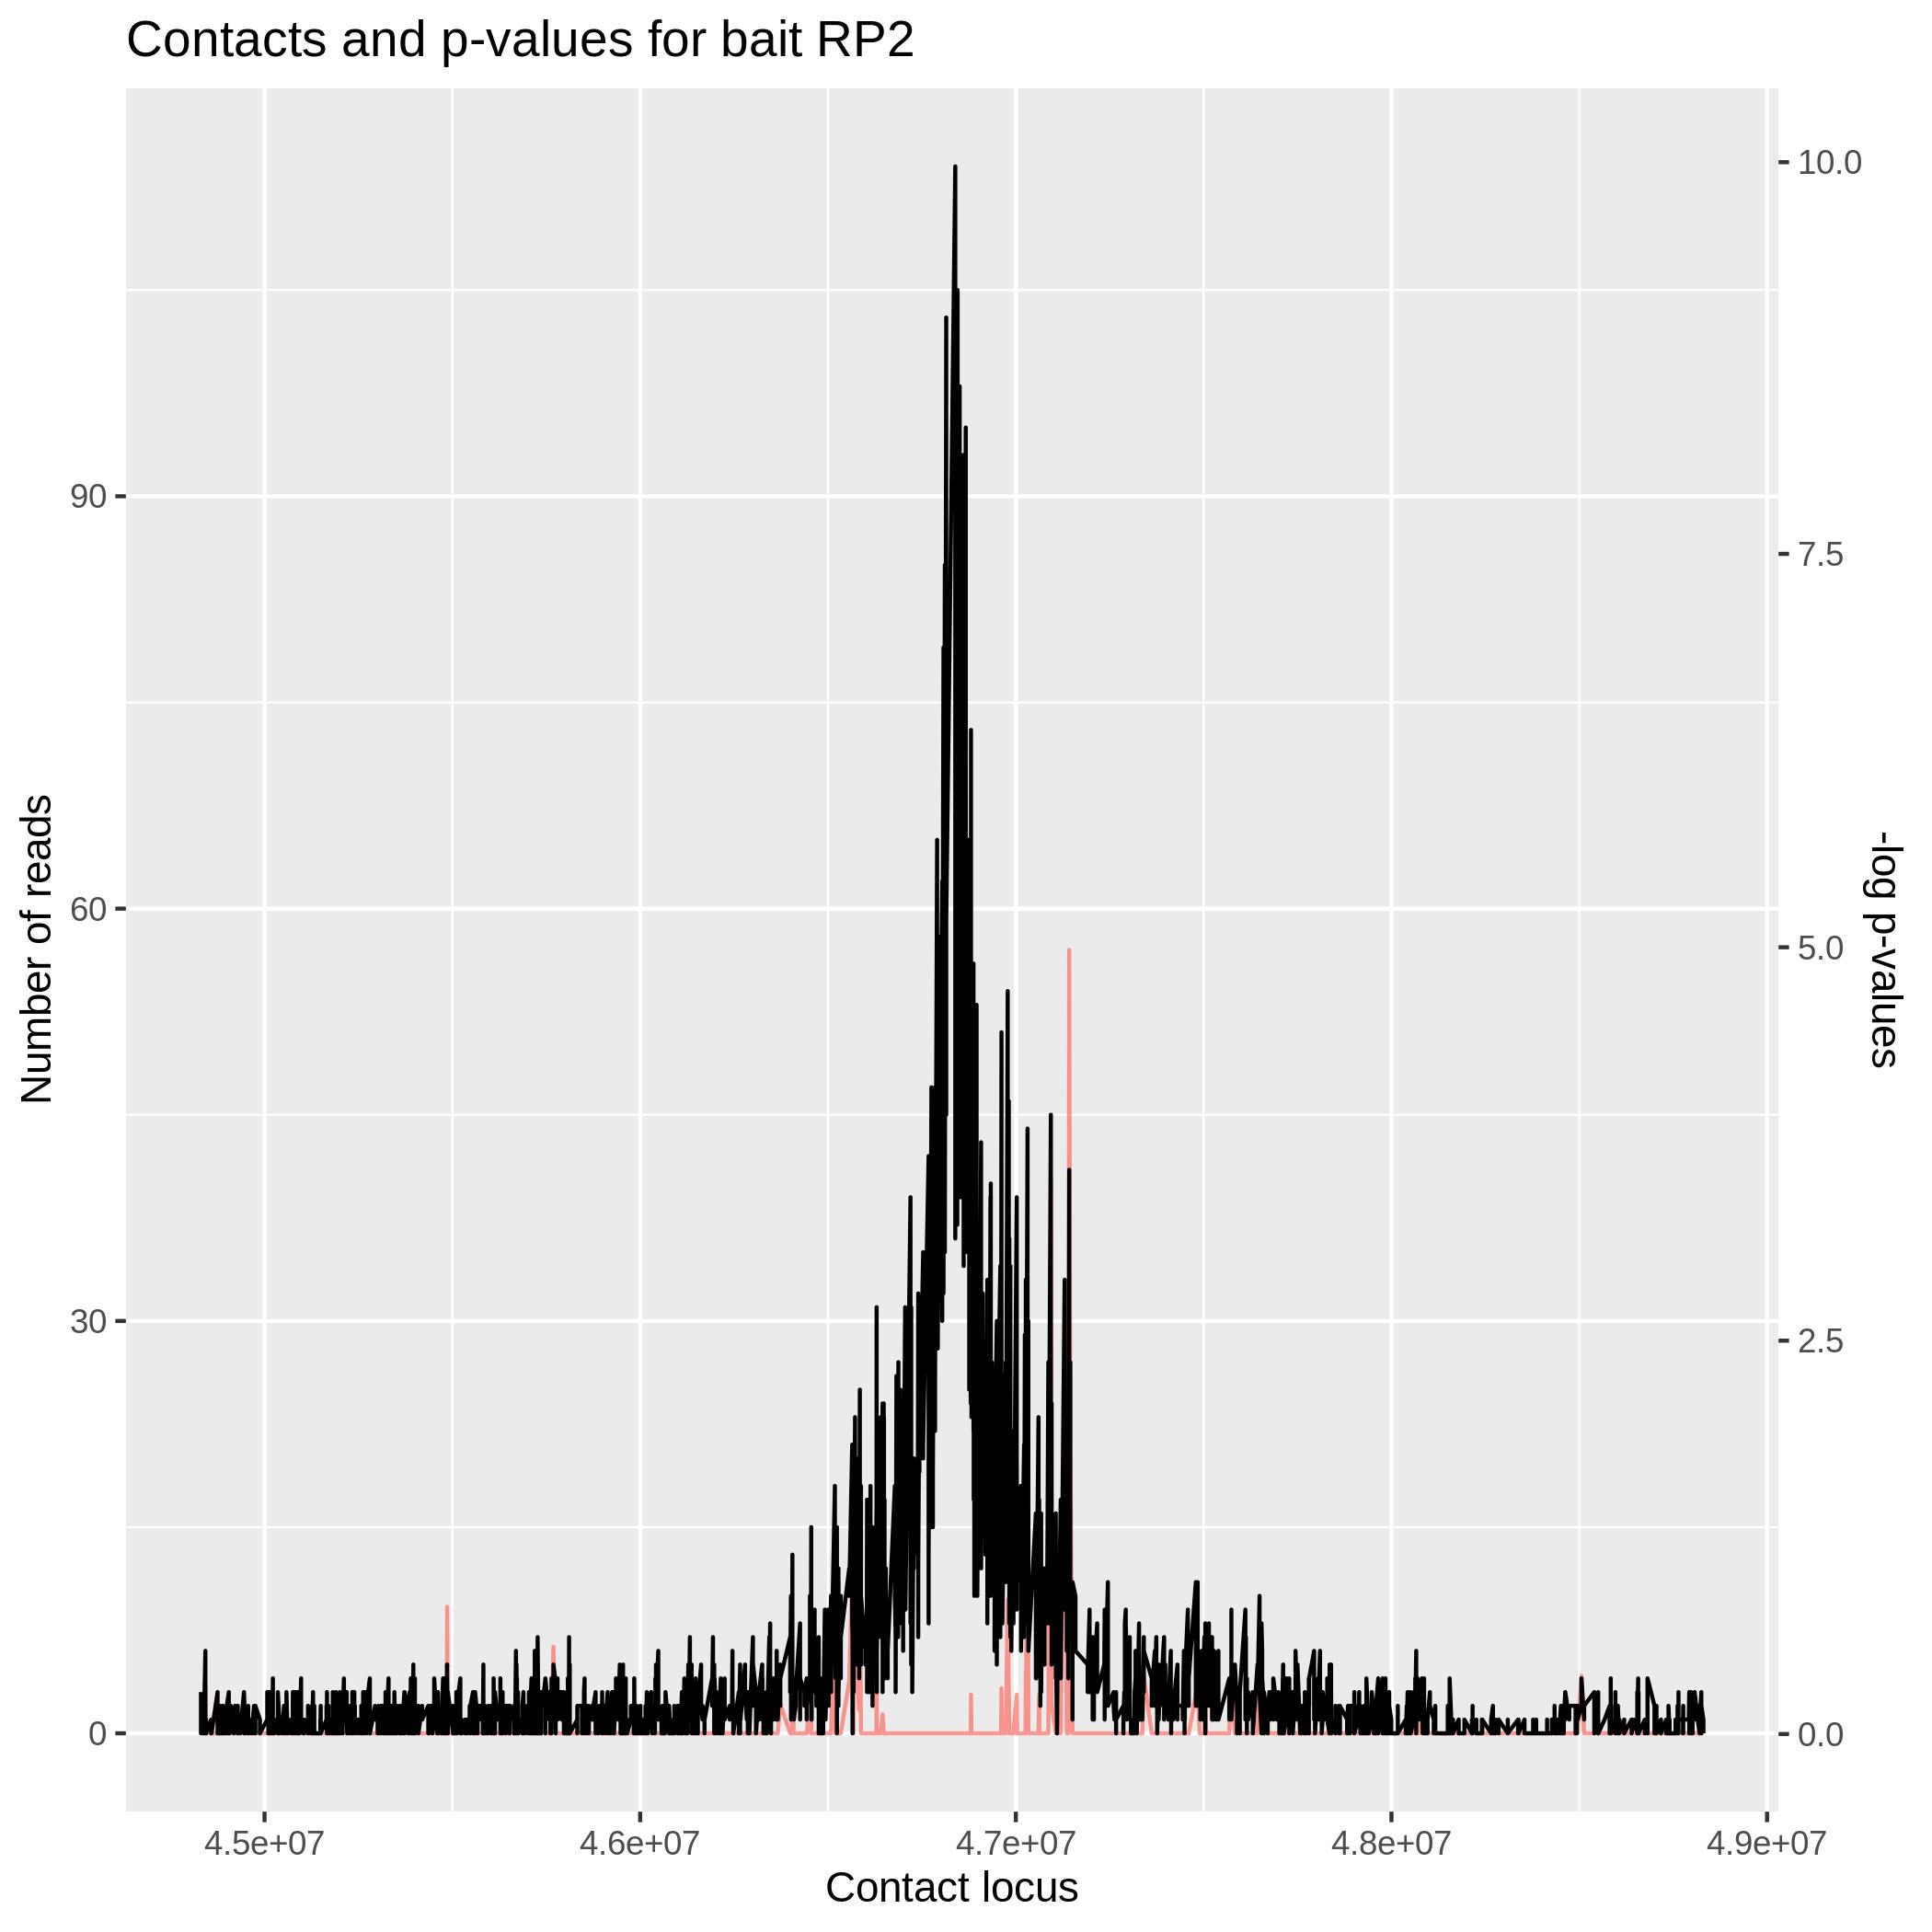 Contacts and p-values for bait RP2
Number of reads
90
60
30
0
10.0
7.5
5.0
2.5
0.0
-log p-values
4.5e+07
4.6e+07
4.7e+07
4.8e+07
4.9e+07
Contact locus